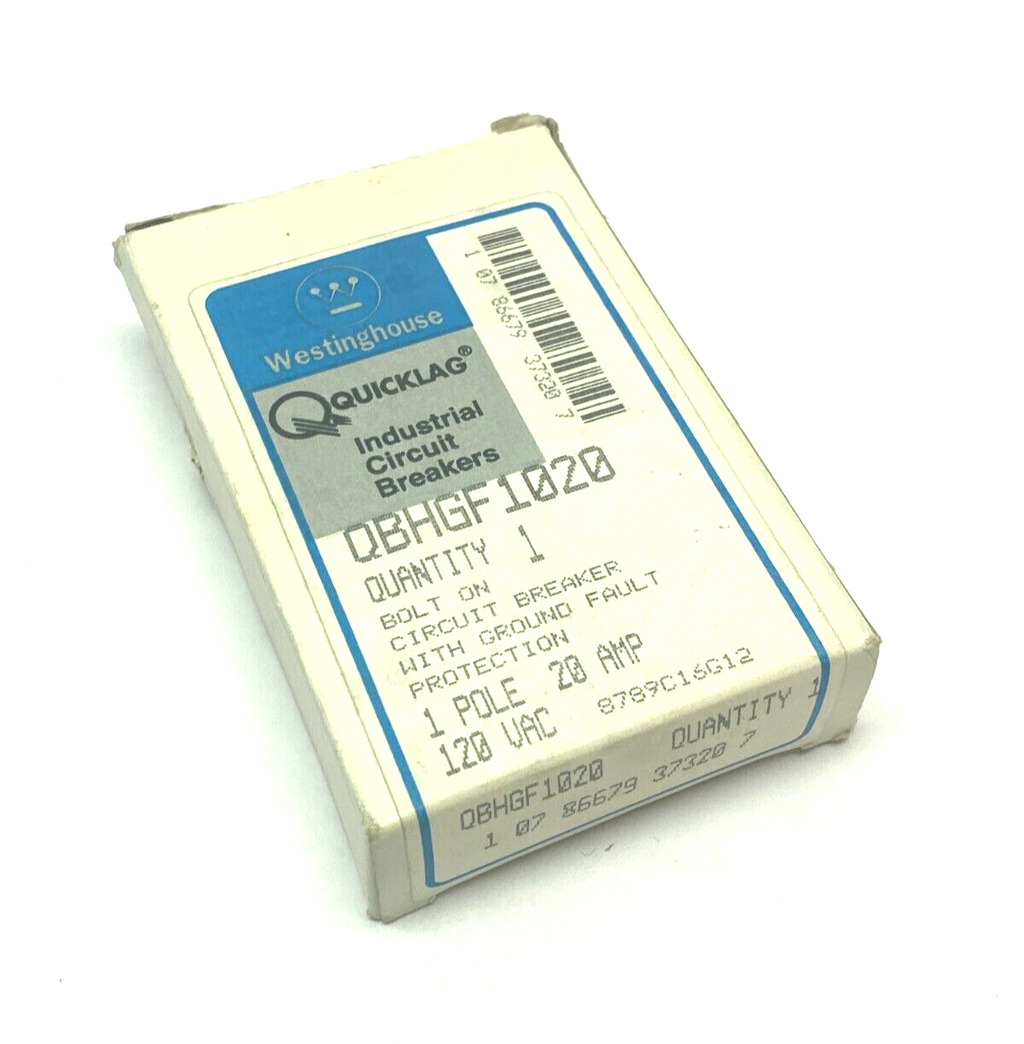 Westinghouse
QUICKLAG®
Industrial
Circuit
Breakers
1 07 86679 37320 7
QBHGF1020
QUANTITY 1
BOLT ON
CIRCUIT BREAKER
WITH GROUND FAULT
PROTECTION
1 POLE 20 AMP
120 VAC 8789C16G12
QBHGF1020 QUANTITY 1
1 07 86679 37320 7